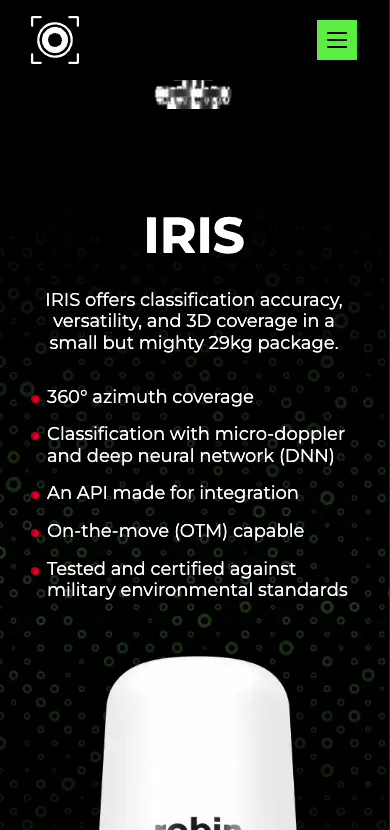 IRIS
IRIS offers classification accuracy,
versatility, and 3D coverage in a
small but mighty 29kg package.
360° azimuth coverage
Classification with micro-doppler
and deep neural network (DNN)
An API made for integration
On-the-move (OTM) capable
Tested and certified against
military environmental standards
robin